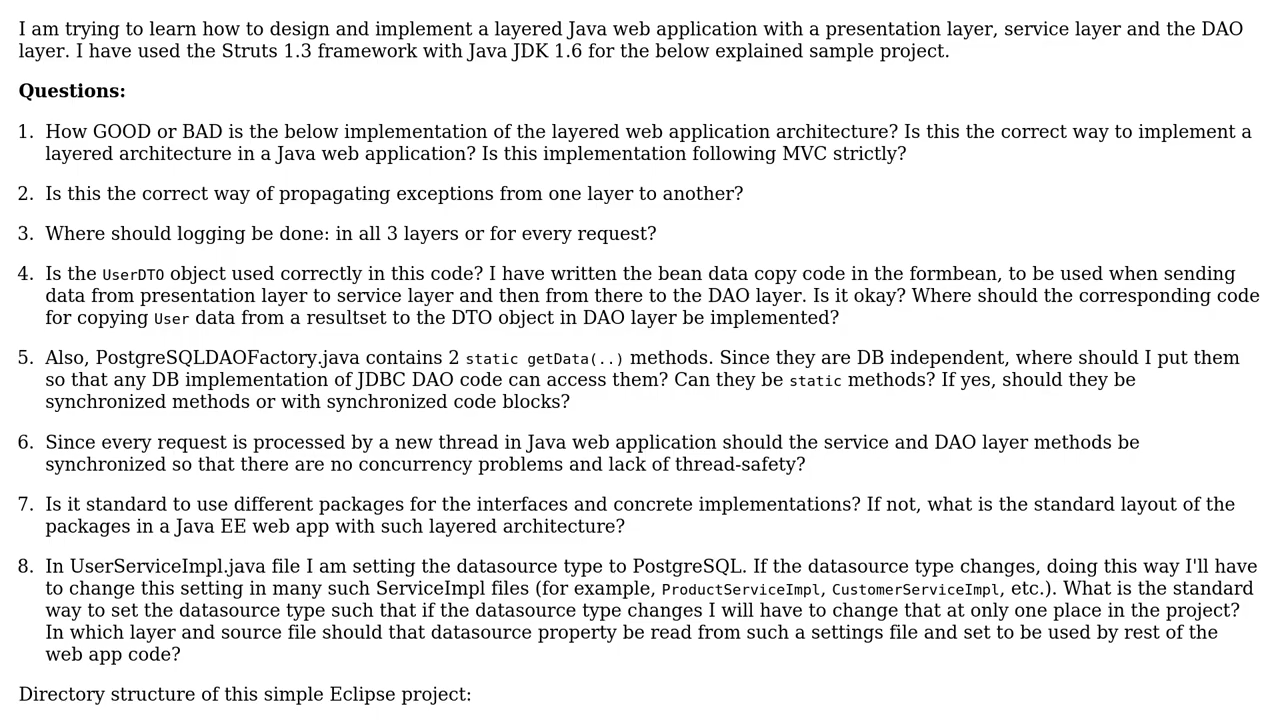 I am trying to learn how to design and implement a layered Java web application with a presentation layer, service layer and the DAO
layer. I have used the Struts 1.3 framework with Java JDK 1.6 for the below explained sample project.
Questions:
1. How GOOD or BAD is the below implementation of the layered web application architecture? Is this the correct way to implement a
layered architecture in a Java web application? Is this implementation following MVC strictly?
2. Is this the correct way of propagating exceptions from one layer to another?
3. Where should logging be done: in all 3 layers or for every request?
4. Is the UserDTO object used correctly in this code? I have written the bean data copy code in the formbean, to be used when sending
data from presentation layer to service layer and then from there to the DAO layer. Is it okay? Where should the corresponding code
for copying User data from a resultset to the DTO object in DAO layer be implemented?
5. Also, PostgreSQLDAOFactory.java contains 2 static getData(..) methods. Since they are DB independent, where should I put them
so that any DB implementation of JDBC DAO code can access them? Can they be static methods? If yes, should they be
synchronized methods or with synchronized code blocks?
6. Since every request is processed by a new thread in Java web application should the service and DAO layer methods be
synchronized so that there are no concurrency problems and lack of thread-safety?
7. Is it standard to use different packages for the interfaces and concrete implementations? If not, what is the standard layout of the
packages in a Java EE web app with such layered architecture?
8. In UserServiceImpl.java file I am setting the datasource type to PostgreSQL. If the datasource type changes, doing this way I'll have
to change this setting in many such ServiceImpl files (for example, ProductServiceImpl, CustomerServiceImpl, etc.). What is the standard
way to set the datasource type such that if the datasource type changes I will have to change that at only one place in the project?
In which layer and source file should that datasource property be read from such a settings file and set to be used by rest of the
web app code?
Directory structure of this simple Eclipse project: